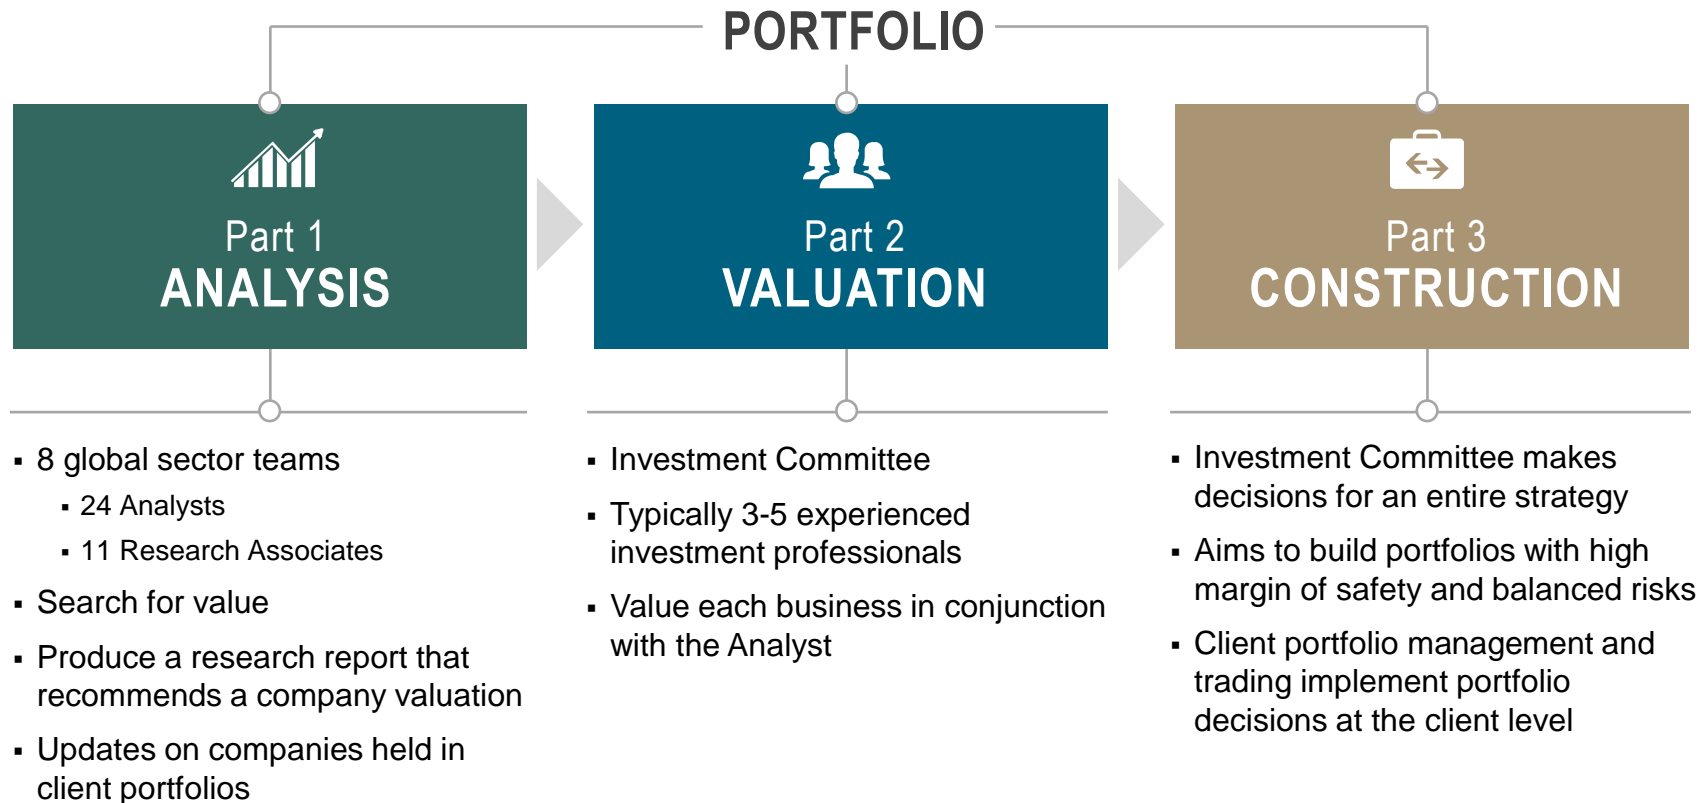 PORTFOLIO
Part 1
ANALYSIS
▪ 8 global sector teams
▪ 24 Analysts
▪ 11 Research Associates
▪ Search for value
▪ Produce a research report that
recommends a company valuation
▪ Updates on companies held in
client portfolios
Part 2
VALUATION
▪ Investment Committee
▪ Typically 3-5 experienced
investment professionals
▪ Value each business in conjunction
with the Analyst
Part 3
CONSTRUCTION
▪ Investment Committee makes
decisions for an entire strategy
▪ Aims to build portfolios with high
margin of safety and balanced risks
▪ Client portfolio management and
trading implement portfolio
decisions at the client level